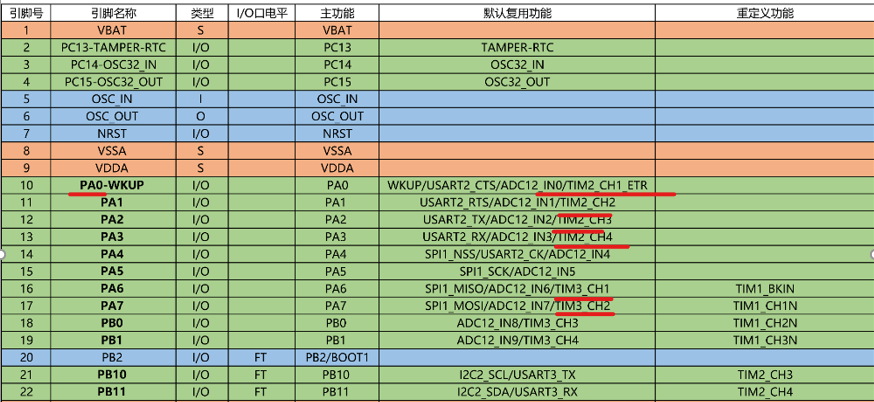 引脚号 引脚名称 类型 I/O口电平 主功能 默认复用功能 重定义功能
1 VBAT S VBAT
2 PC13-TAMPER-RTC I/O PC13 TAMPER-RTC
3 PC14-OSC32_IN I/O PC14 OSC32_IN
4 PC15-OSC32_OUT I/O PC15 OSC32_OUT
5 OSC_IN I OSC_IN
6 OSC_OUT O OSC_OUT
7 NRST I/O NRST
8 VSSA S VSSA
9 VDDA S VDDA
10 PA0-WKUP I/O PA0 WKUP/USART2_CTS/ADC12_IN0/TIM2_CH1_ETR
11 PA1 I/O PA1 USART2_RTS/ADC12_IN1/TIM2_CH2
12 PA2 I/O PA2 USART2_TX/ADC12_IN2/TIM2_CH3
13 PA3 I/O PA3 USART2_RX/ADC12_IN3/TIM2_CH4
14 PA4 I/O PA4 SPI1_NSS/USART2_CK/ADC12_IN4
15 PA5 I/O PA5 SPI1_SCK/ADC12_IN5
16 PA6 I/O PA6 SPI1_MISO/ADC12_IN6/TIM3_CH1 TIM1_BKIN
17 PA7 I/O PA7 SPI1_MOSI/ADC12_IN7/TIM3_CH2 TIM1_CH1N
18 PB0 I/O PB0 ADC12_IN8/TIM3_CH3 TIM1_CH2N
19 PB1 I/O PB1 ADC12_IN9/TIM3_CH4 TIM1_CH3N
20 PB2 I/O FT PB2/BOOT1
21 PB10 I/O FT PB10 I2C2_SCL/USART3_TX TIM2_CH3
22 PB11 I/O FT PB11 I2C2_SDA/USART3_RX TIM2_CH4